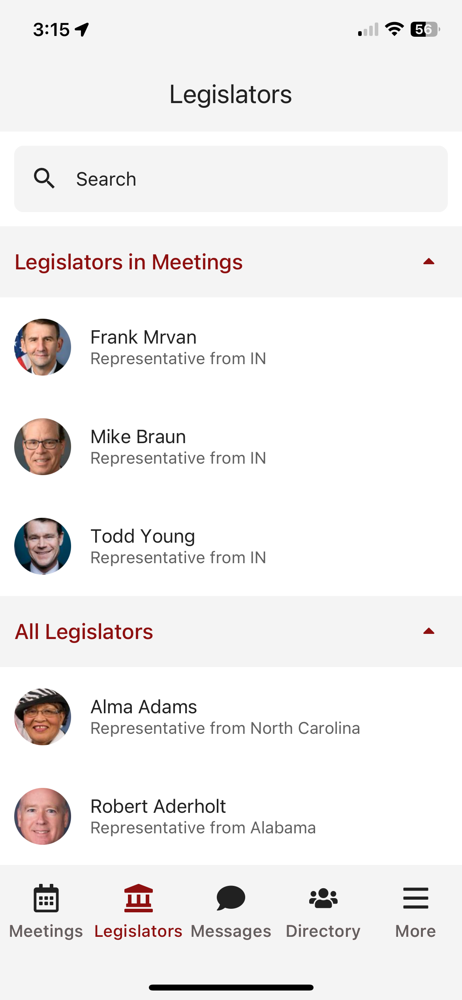 3:15
56
Legislators
Search
Legislators in Meetings
Frank Mrvan
Representative from IN
Mike Braun
Representative from IN
Todd Young
Representative from IN
All Legislators
Alma Adams
Representative from North Carolina
Robert Aderholt
Representative from Alabama
Meetings Legislators Messages Directory More